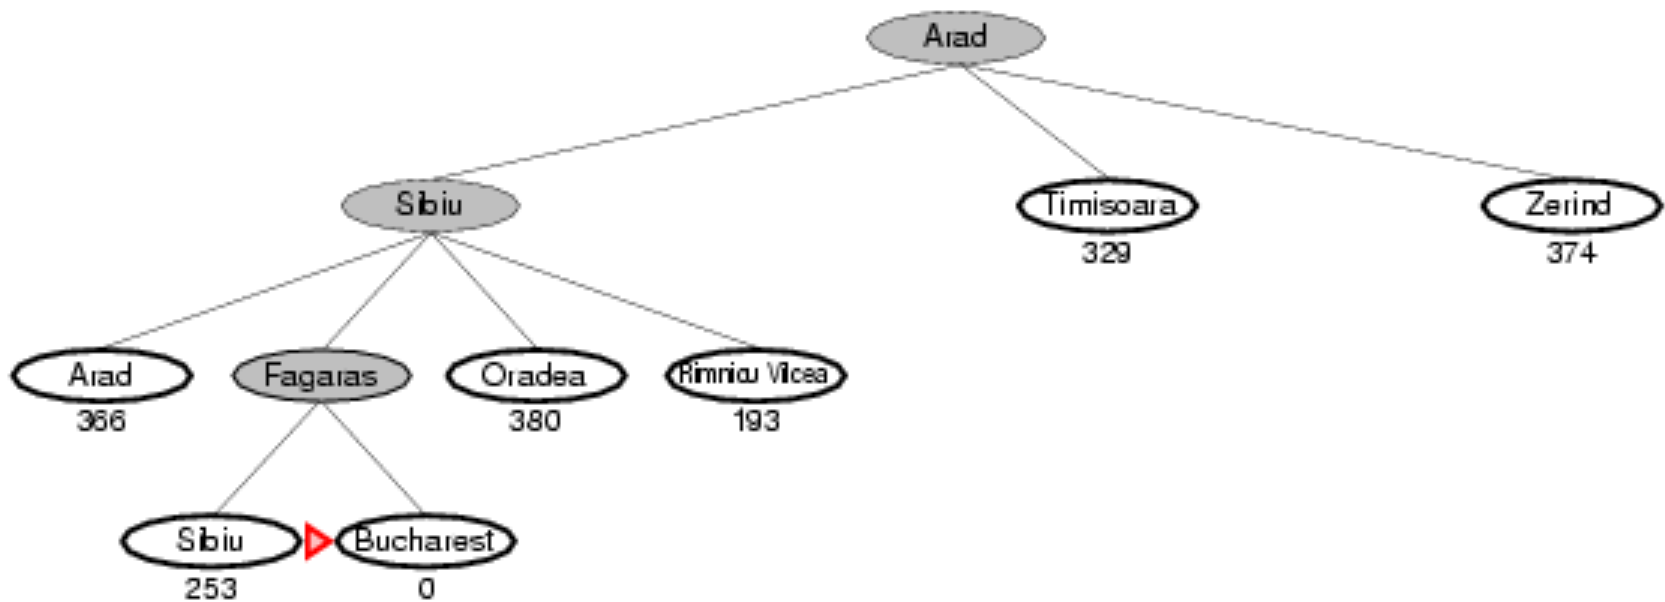 Arad
Sibiu
Timisoara
Zerind
329
374
Arad
Fagaras
Oradea
Rimnicu Vilcea
366
380
193
Sibiu
Bucharest
253
0